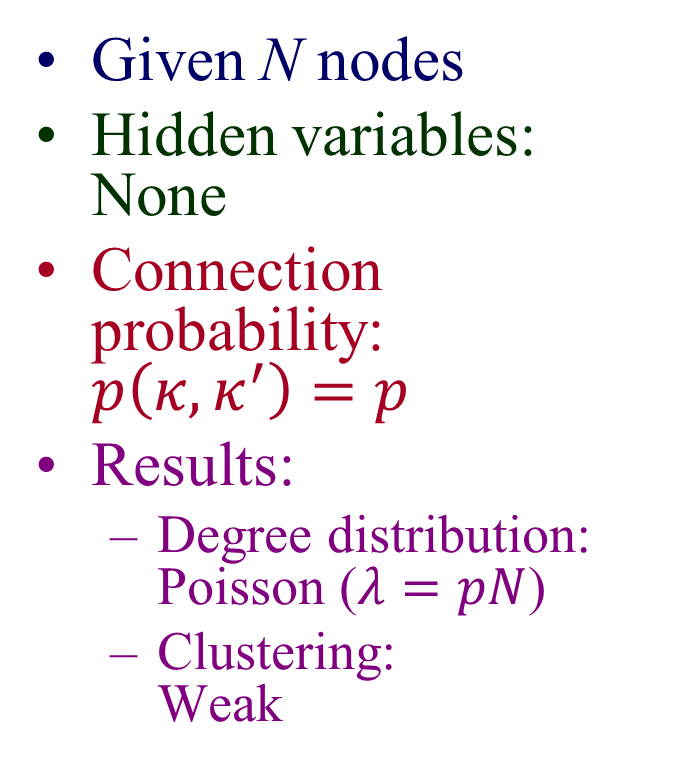 • Given N nodes
• Hidden variables:
None
• Connection
probability:
p(κ, κ′) = p
• Results:
– Degree distribution:
Poisson (λ = pN)
– Clustering:
Weak